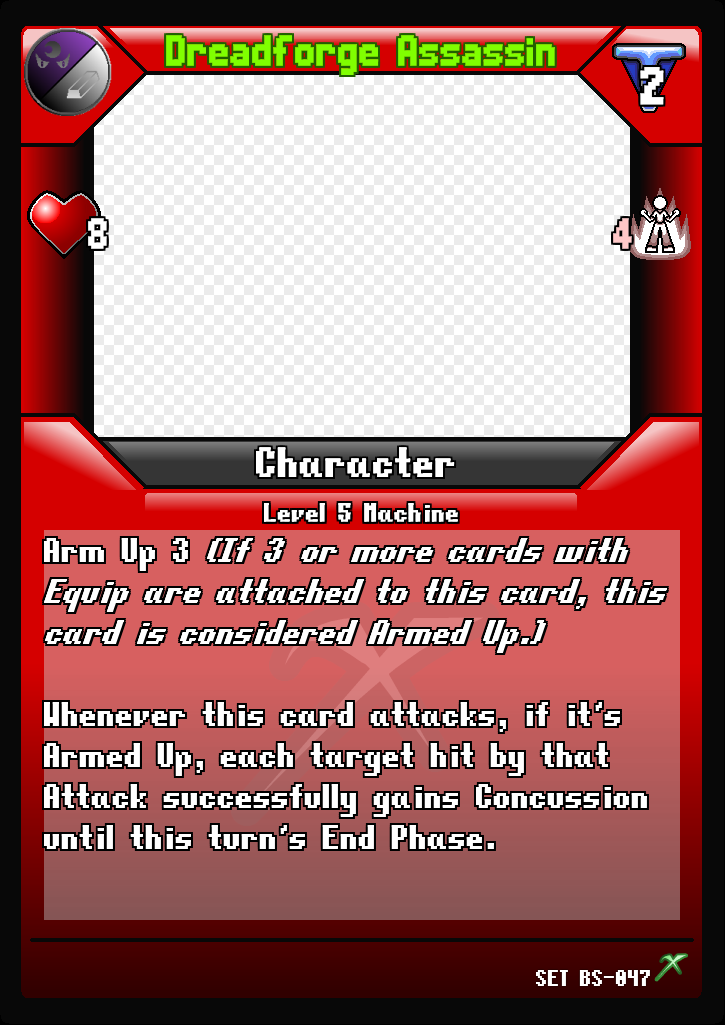 Dreadforge Assassin
2
8
4
Character
Level 5 Machine
Arm Up 3 (If 3 or more cards with
Equip are attached to this card, this
card is considered Armed Up.)
Whenever this card attacks, if it's
Armed Up, each target hit by that
Attack successfully gains Concussion
until this turn's End Phase.
SET BS-047